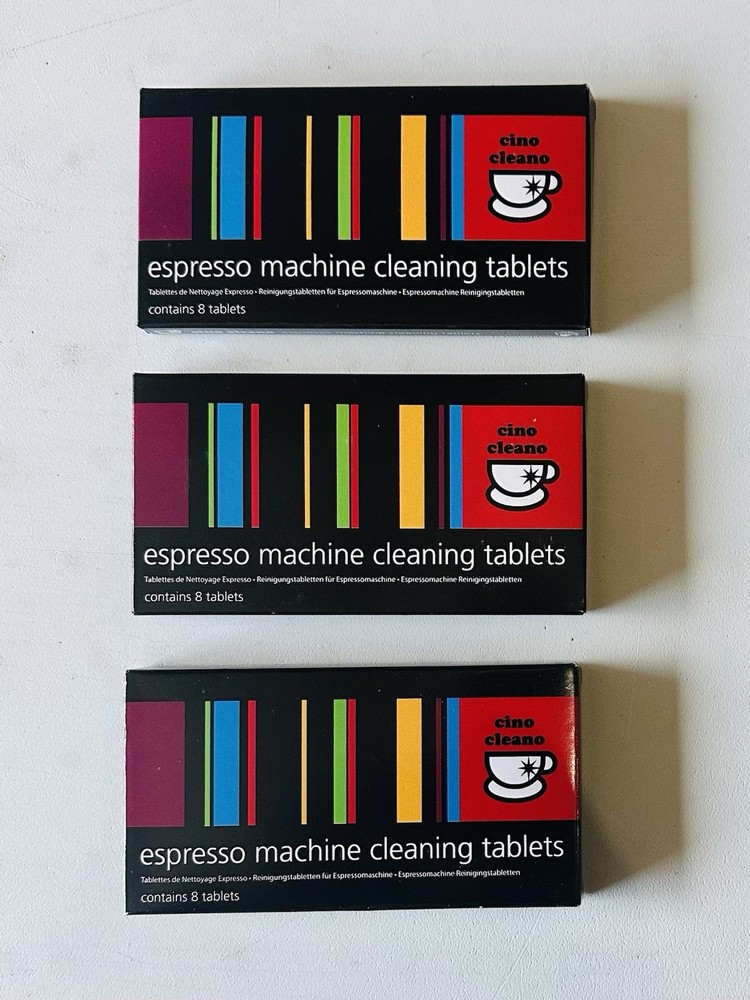 cino
cleano
espresso machine cleaning tablets
Tablettes de Nettoyage Expresso • Reinigungstabletten für Espressomaschine • Espressomachine Reinigingstabletten
contains 8 tablets
cino
cleano
espresso machine cleaning tablets
Tablettes de Nettoyage Expresso • Reinigungstabletten für Espressomaschine • Espressomachine Reinigingstabletten
contains 8 tablets
cino
cleano
espresso machine cleaning tablets
Tablettes de Nettoyage Expresso • Reinigungstabletten für Espressomaschine • Espressomachine Reinigingstabletten
contains 8 tablets